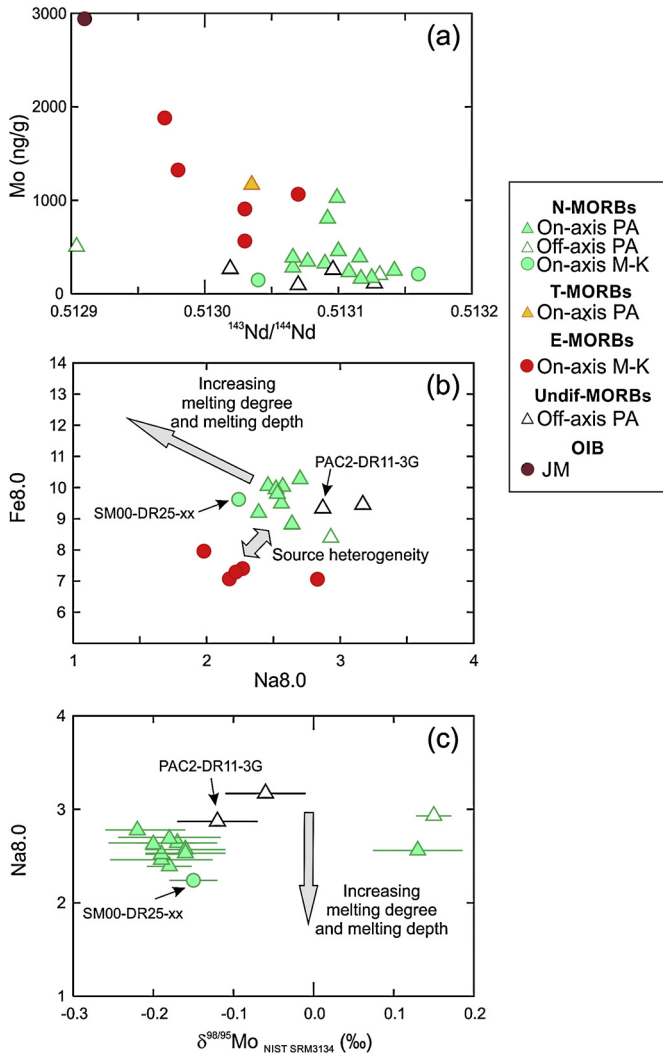 (a)
3000
2000
1000
0
Mo (ng/g)
0.5129
0.5130
0.5131
0.5132
143Nd/144Nd
N-MORBs
On-axis PA
Off-axis PA
On-axis M-K
T-MORBs
On-axis PA
E-MORBs
On-axis M-K
Undif-MORBs
Off-axis PA
OIB
JM
(b)
14
13
12
11
10
9
8
7
6
Fe8.0
Increasing
melting degree
and melting depth
PAC2-DR11-3G
SM00-DR25-xx
Source heterogeneity
1
2
3
4
Na8.0
(c)
4
3
2
1
Na8.0
PAC2-DR11-3G
SM00-DR25-xx
Increasing
melting degree
and melting depth
-0.3
-0.2
-0.1
0.0
0.1
0.2
δ98/95Mo NIST SRM3134 (‰)